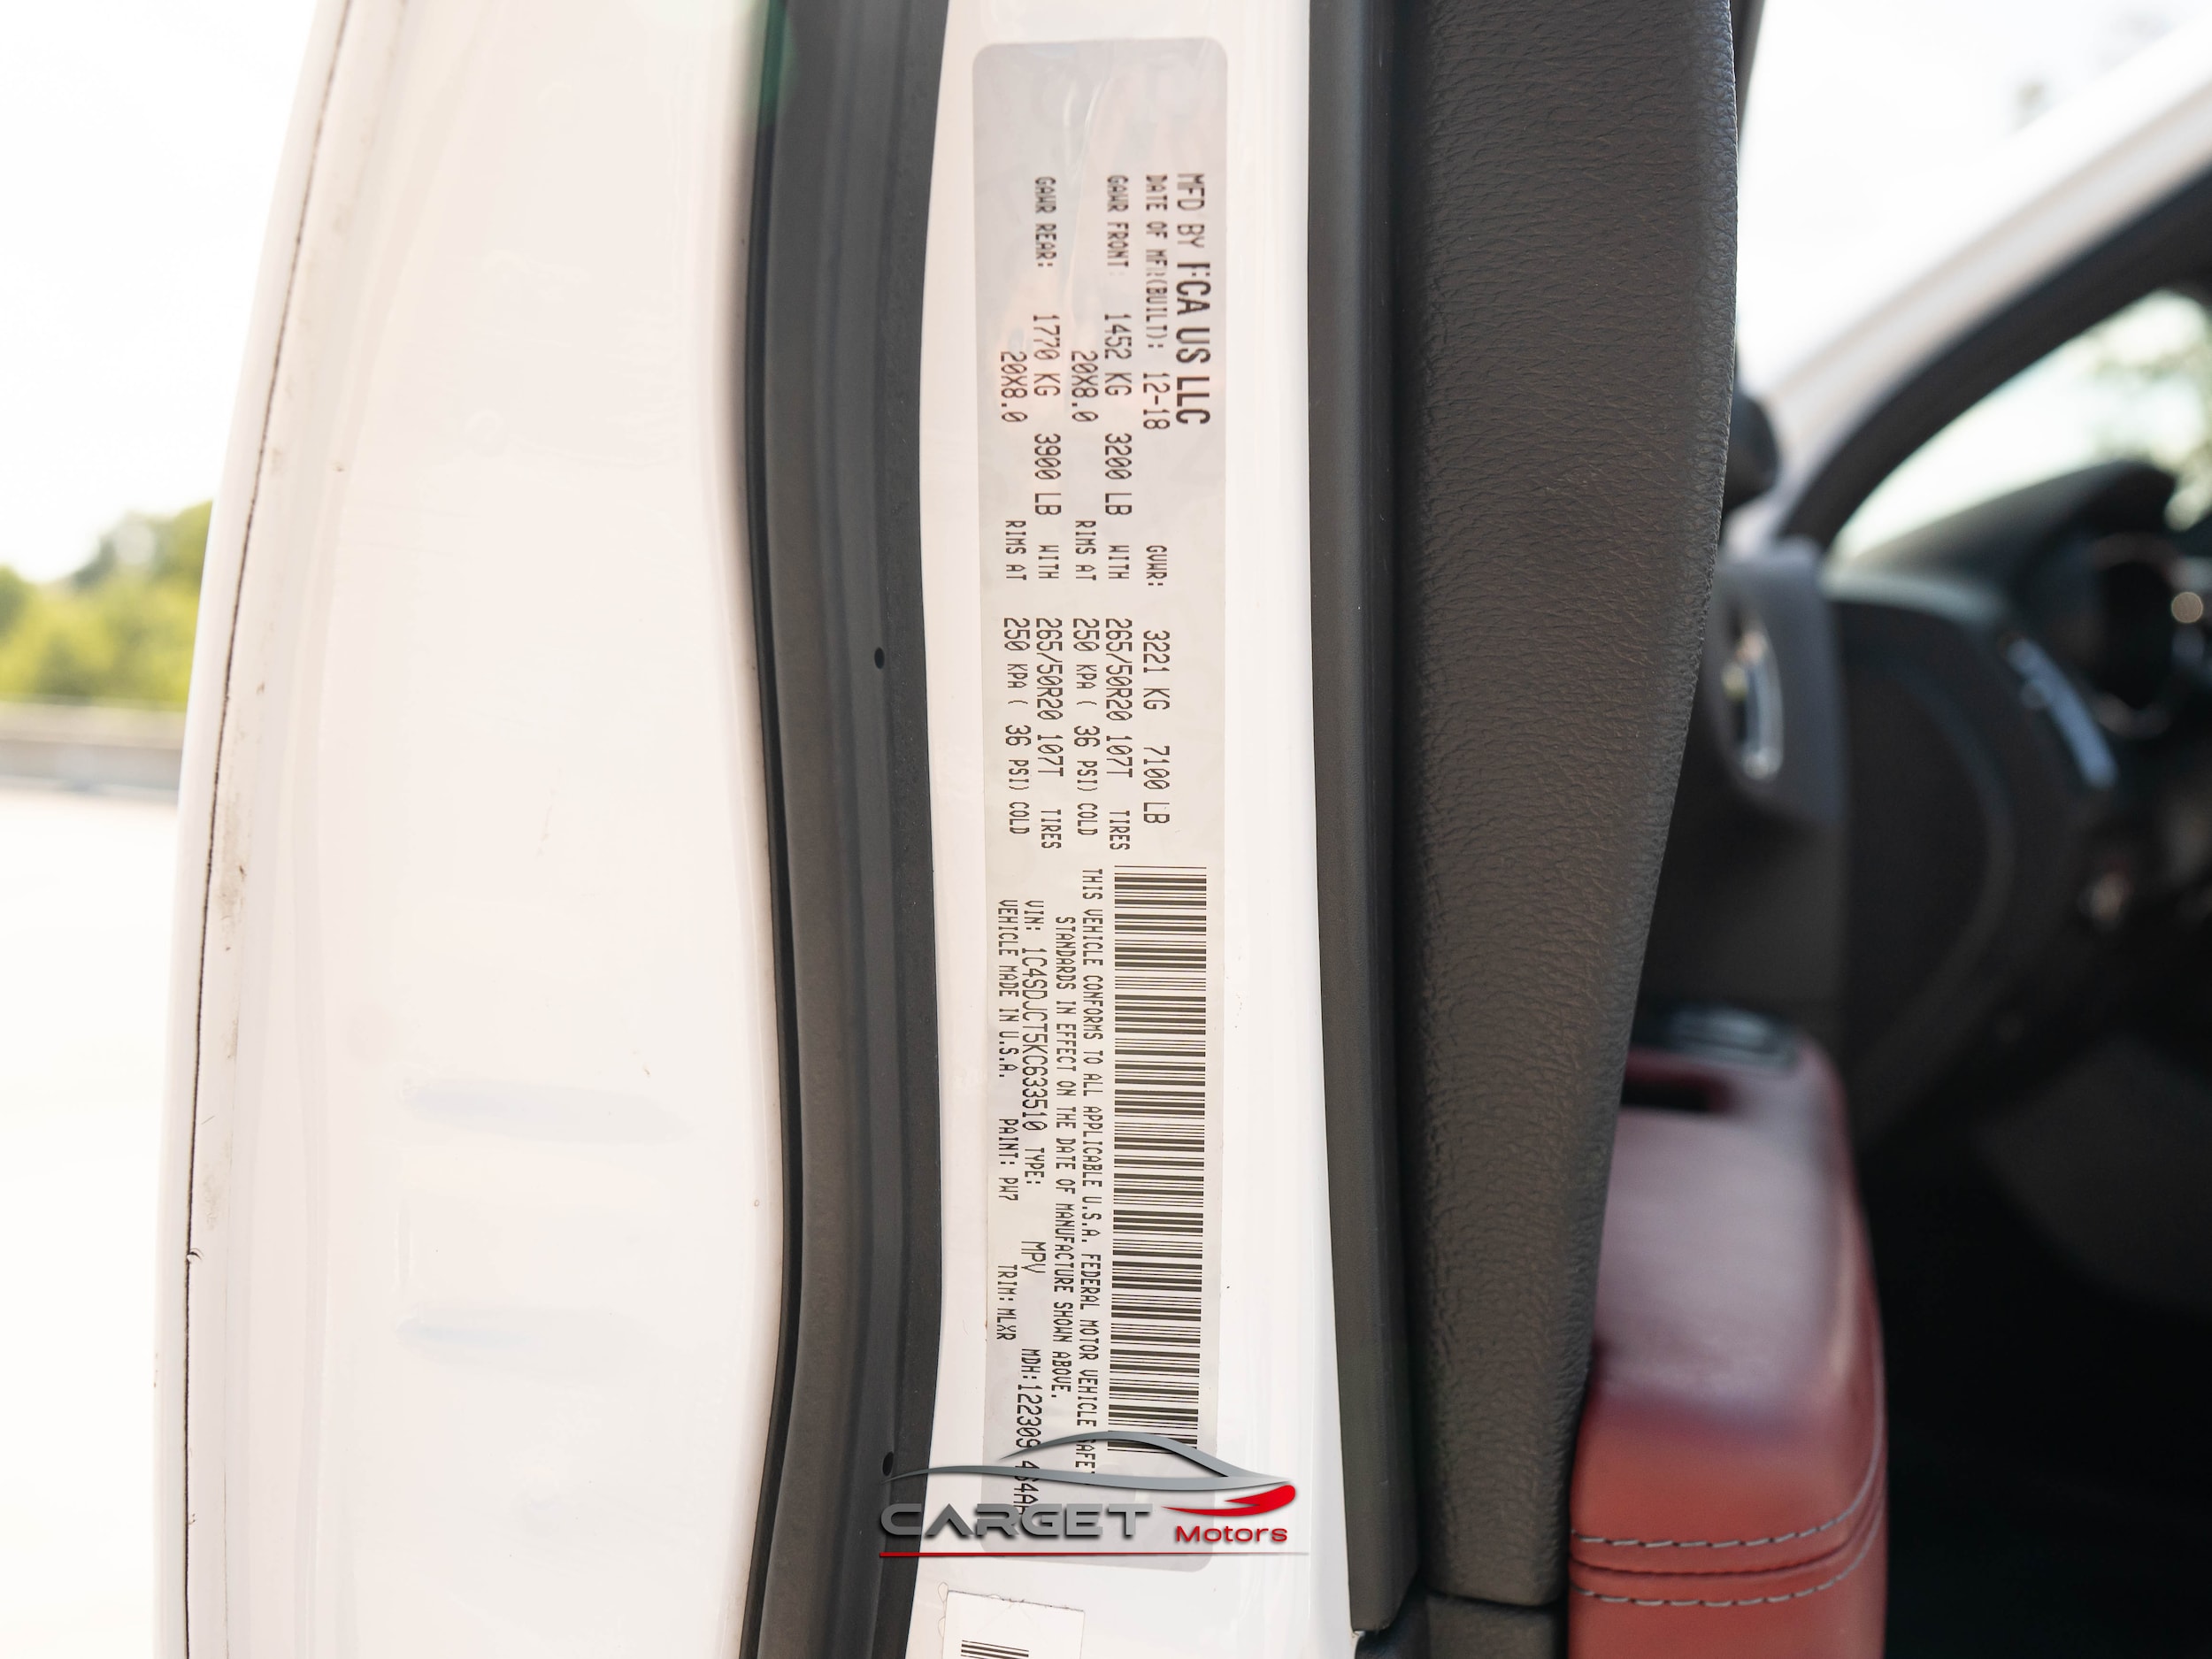 MFD BY FCA US LLC
DATE OF MFR(BUILT): 12-18 GVWR: 3221 KG 7100 LB
GAWR FRONT: 1452 KG 3200 LB WITH 265/50R20 107T TIRES
20X8.0 RIMS AT 250 KPA ( 36 PSI) COLD
GAWR REAR: 1770 KG 3900 LB WITH 265/50R20 107T TIRES
20X8.0 RIMS AT 250 KPA ( 36 PSI) COLD
THIS VEHICLE CONFORMS TO ALL APPLICABLE U.S.A. FEDERAL MOTOR VEHICLE
STANDARDS IN EFFECT ON THE DATE OF MANUFACTURE SHOWN ABOVE.
VIN: 1C4SDJCT5KC633510 TYPE: MPV MDH:
VEHICLE MADE IN U.S.A. PAINT: PW7 TRIM: MLXR
CARGET
Motors